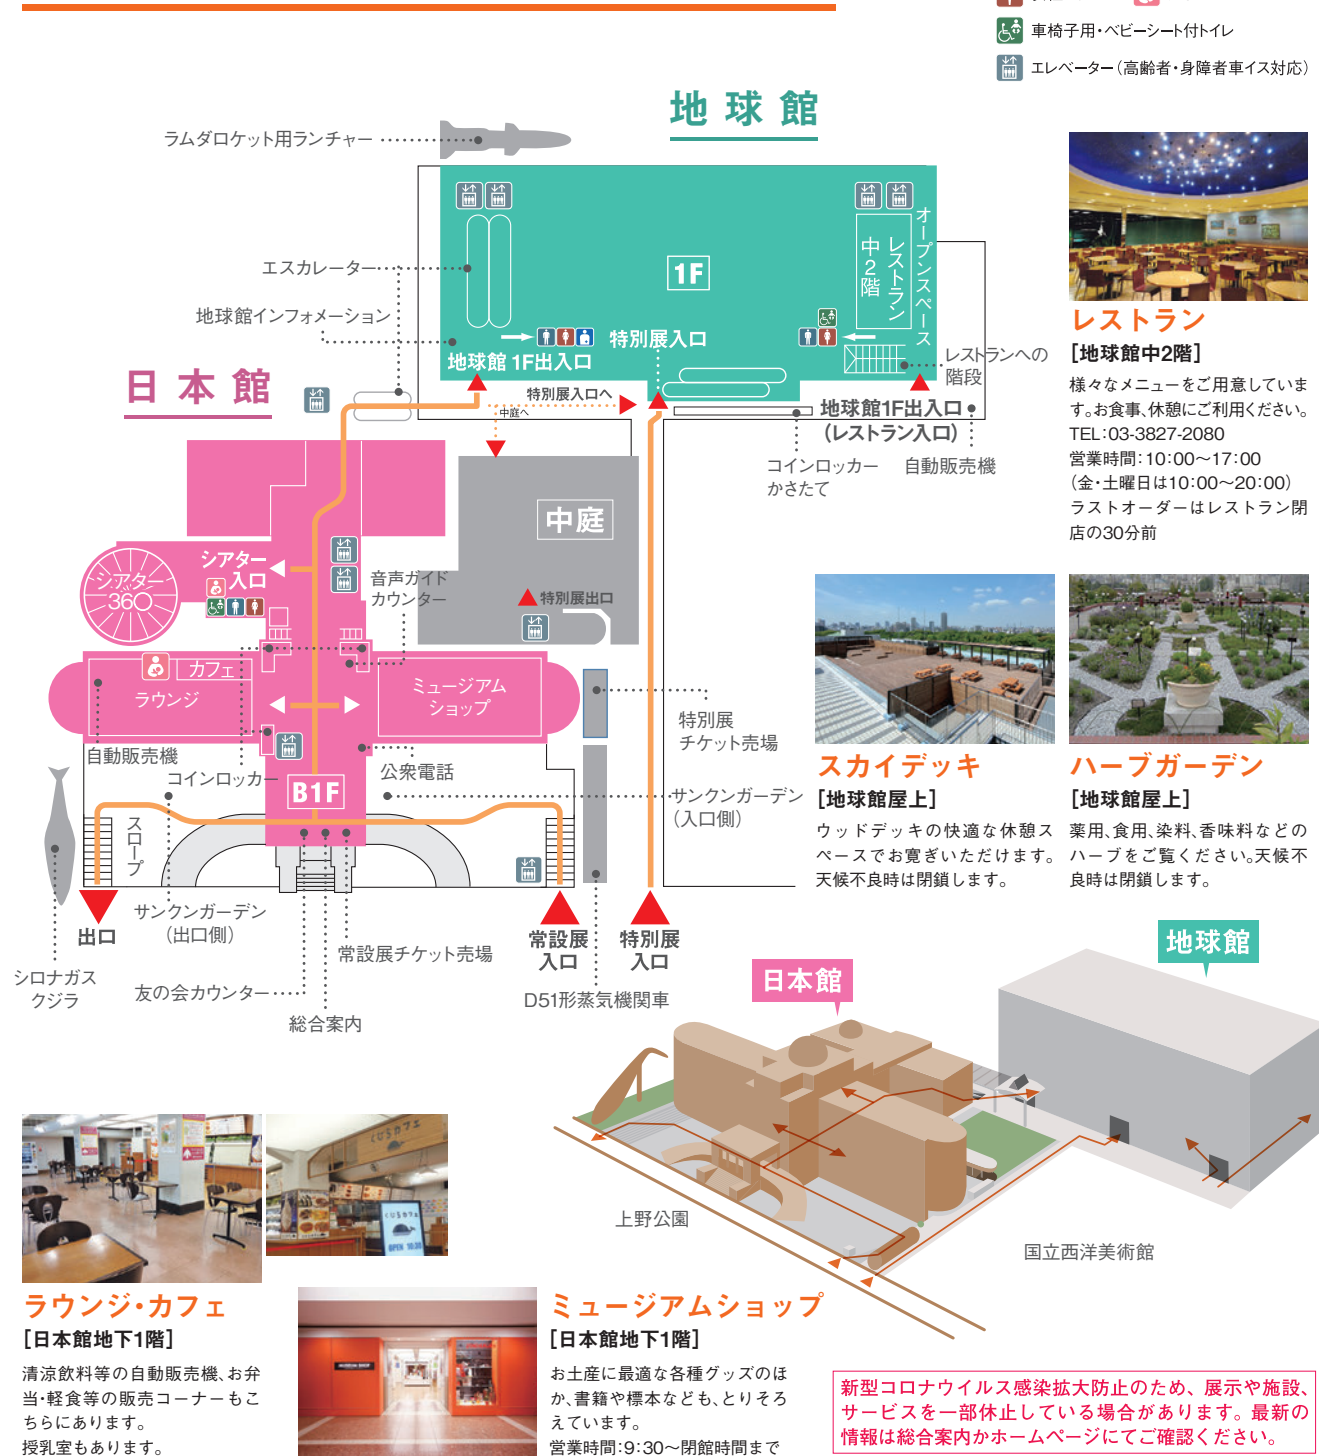 車椅子用・ベビーシート付トイレ
エレベーター（高齢者・身障者車イス対応）
地球館
ラムダロケット用ランチャー
エスカレーター
地球館インフォメーション
1F
オープンスペース
レストラン
中2階
特別展入口
地球館 1F出入口
レストランへの
階段
日本館
特別展入口へ
中庭へ
地球館1F出入口
（レストラン入口）
コインロッカー
かさたて
自動販売機
レストラン
［地球館中2階］
様々なメニューをご用意していま
す。お食事、休憩にご利用ください。
TEL：03-3827-2080
営業時間：10：00〜17：00
（金・土曜日は10：00〜20：00）
ラストオーダーはレストラン閉
店の30分前
中庭
シアター
入口
シアター
36○
音声ガイド
カウンター
特別展出口
カフェ
ラウンジ
ミュージアム
ショップ
特別展
チケット売場
自動販売機
コインロッカー
公衆電話
B1F
サンクンガーデン
（入口側）
スロープ
スカイデッキ
［地球館屋上］
ウッドデッキの快適な休憩ス
ペースでお寛ぎいただけます。
天候不良時は閉鎖します。
ハーブガーデン
［地球館屋上］
薬用、食用、染料、香味料などの
ハーブをご覧ください。天候不
良時は閉鎖します。
出口
サンクンガーデン
（出口側）
常設展チケット売場
常設展
入口
特別展
入口
シロナガス
クジラ
友の会カウンター
総合案内
D51形蒸気機関車
日本館
地球館
上野公園
国立西洋美術館
くじらカフェ
くじらカフェ
OPEN 10:30
MUSEUM SHOP
ラウンジ・カフェ
［日本館地下1階］
清涼飲料等の自動販売機、お弁
当・軽食等の販売コーナーもこ
ちらにあります。
授乳室もあります。
ミュージアムショップ
［日本館地下1階］
お土産に最適な各種グッズのほ
か、書籍や標本なども、とりそろ
えています。
営業時間：9：30〜閉館時間まで
新型コロナウイルス感染拡大防止のため、展示や施設、
サービスを一部休止している場合があります。最新の
情報は総合案内かホームページにてご確認ください。